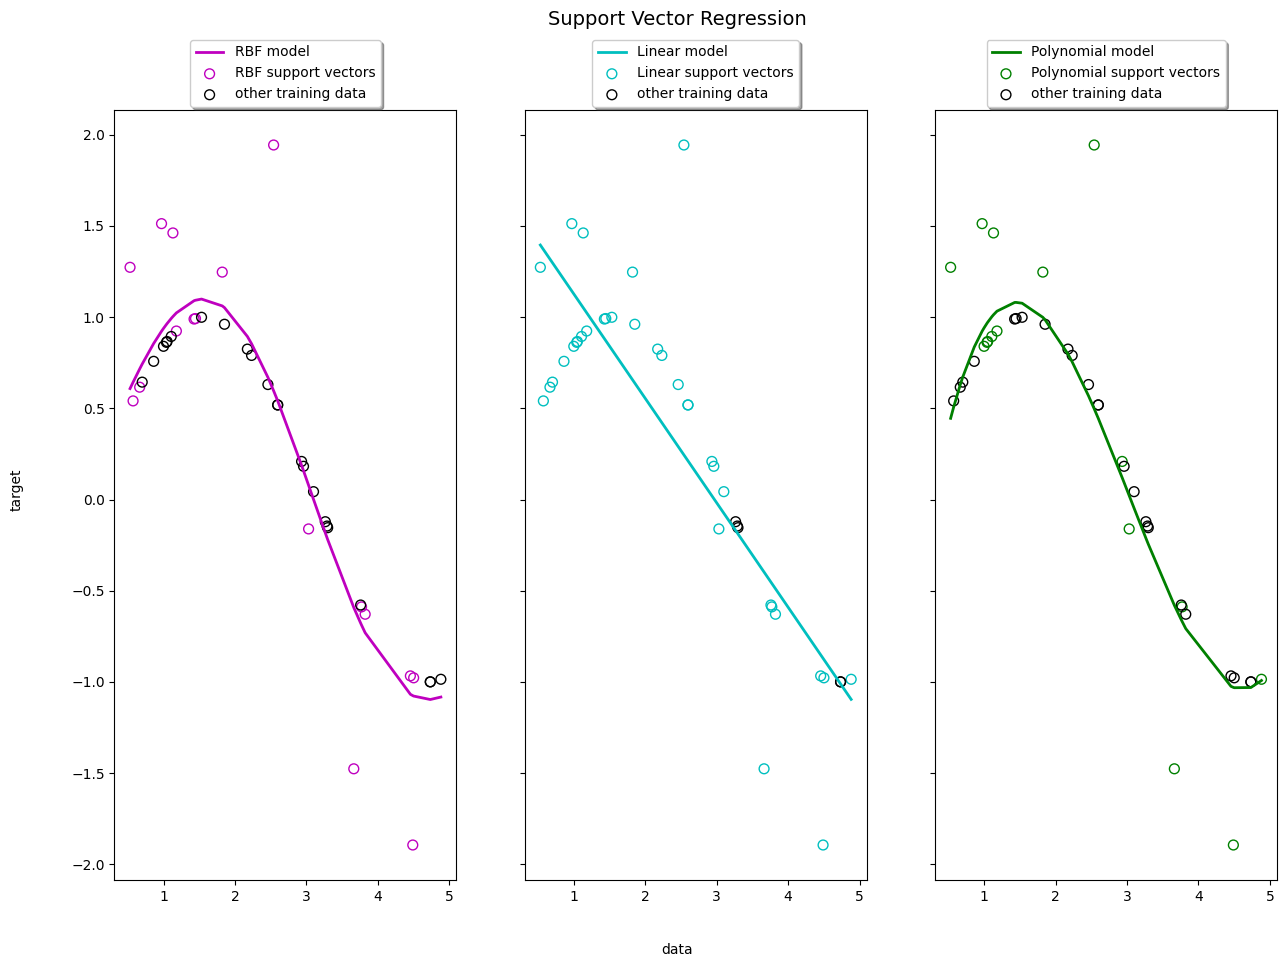 Support Vector Regression
RBF model
RBF support vectors
other training data
Linear model
Linear support vectors
other training data
Polynomial model
Polynomial support vectors
other training data
target
2.0
1.5
1.0
0.5
0.0
−0.5
−1.0
−1.5
−2.0
1 2 3 4 5
1 2 3 4 5
1 2 3 4 5
data